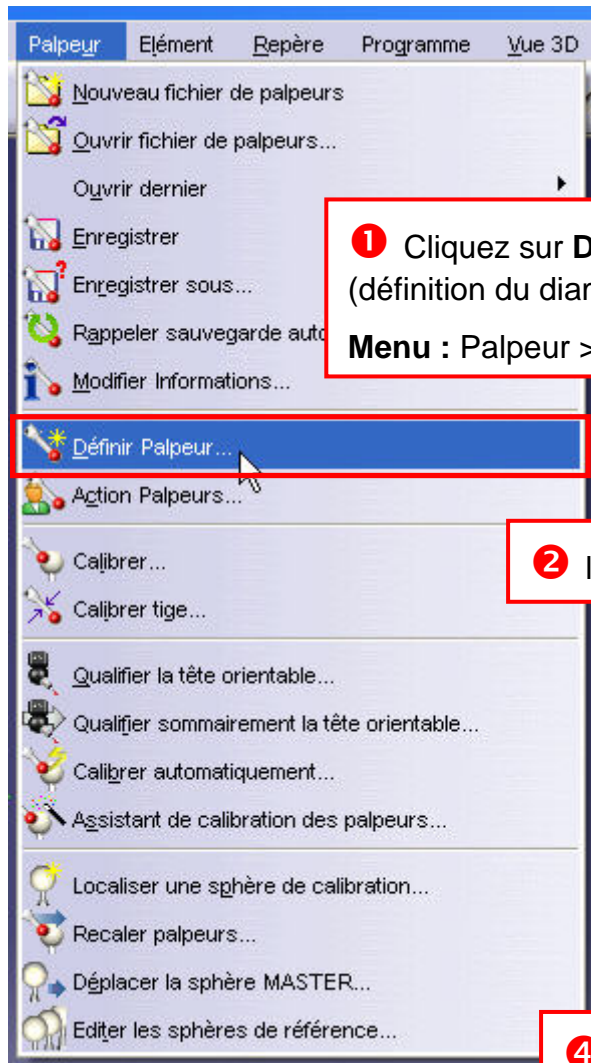 Palpeur Elément Repère Programme Vue 3D
Nouveau fichier de palpeurs
Ouvrir fichier de palpeurs...
Ouvrir dernier
Enregistrer
❶ Cliquez sur
(définition du
Enregistrer sous...
Rappeler sauvegarde
Menu : Palpeur >
Modifier Informations...
Définir Palpeur...
Action Palpeurs...
Calibrer...
❷
Calibrer tige...
Qualifier la tête orientable...
Qualifier sommairement la tête orientable...
Calibrer automatiquement...
Assistant de calibration des palpeurs...
Localiser une sphère de calibration...
Recaler palpeurs...
Déplacer la sphère MASTER...
Editer les sphères de référence...
❹